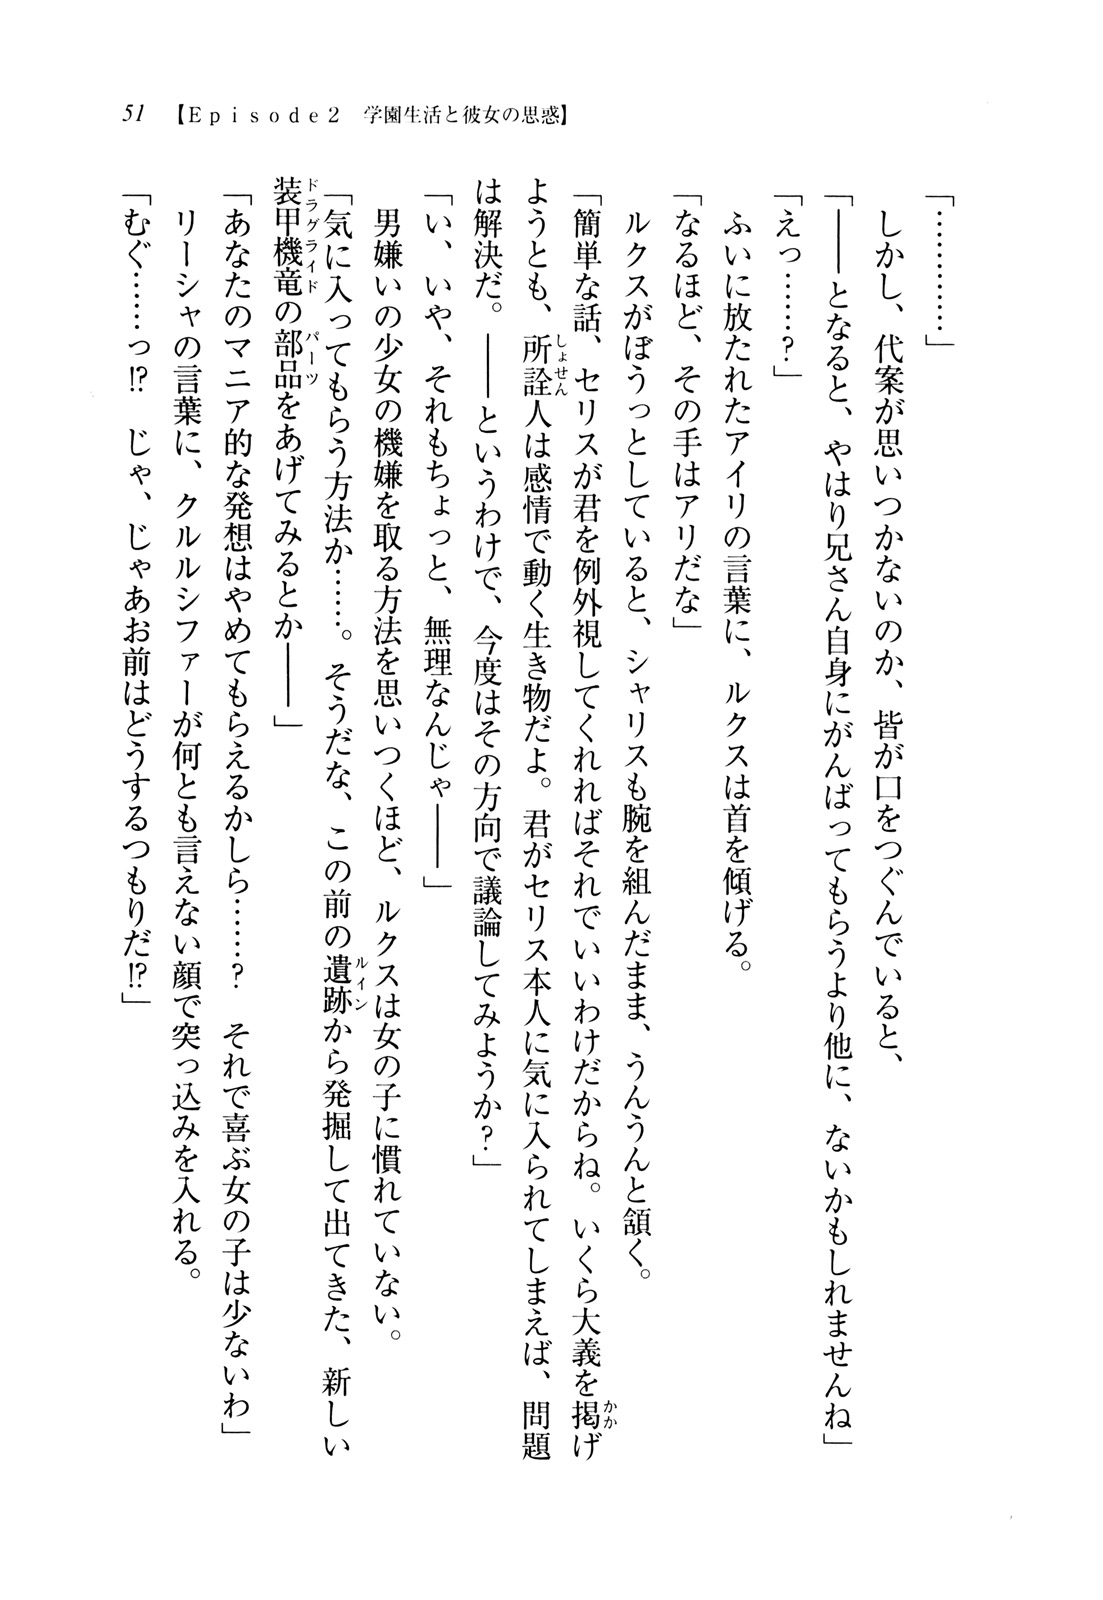 51　【Ｅｐｉｓｏｄｅ２　学園生活と彼女の思惑】
「…………」
　しかし、代案が思いつかないのか、皆が口をつぐんでいると、
「――となると、やはり兄さん自身にがんばってもらうより他に、ないかもしれませんね」
「えっ……？」
　ふいに放たれたアイリの言葉に、ルクスは首を傾げる。
「なるほど、その手はアリだな」
　ルクスがぼうっとしていると、シャリスも腕を組んだまま、うんうんと頷く。
「簡単な話、セリスが君を例外視してくれればそれでいいわけだからね。いくら大義を掲げ
ようとも、所詮人は感情で動く生き物だよ。君がセリス本人に気に入られてしまえば、問題
は解決だ。――というわけで、今度はその方向で議論してみようか？」
「い、いや、それもちょっと、無理なんじゃ――」
　男嫌いの少女の機嫌を取る方法を思いつくほど、ルクスは女の子に慣れていない。
「気に入ってもらう方法か……。そうだな、この前の遺跡から発掘して出てきた、新しい
装甲機竜の部品をあげてみるとか――」
「あなたのマニア的な発想はやめてもらえるかしら……？　それで喜ぶ女の子は少ないわ」
　リーシャの言葉に、クルルシファーが何とも言えない顔で突っ込みを入れる。
「むぐ……っ!?　じゃ、じゃあお前はどうするつもりだ!?」